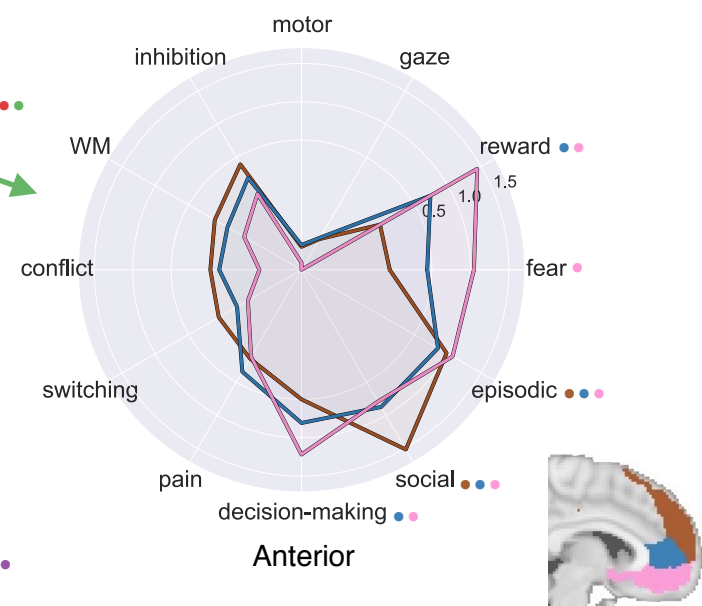 motor
inhibition
gaze
WM
reward
1.5
1.0
0.5
conflict
fear
switching
episodic
pain
social
decision-making
Anterior